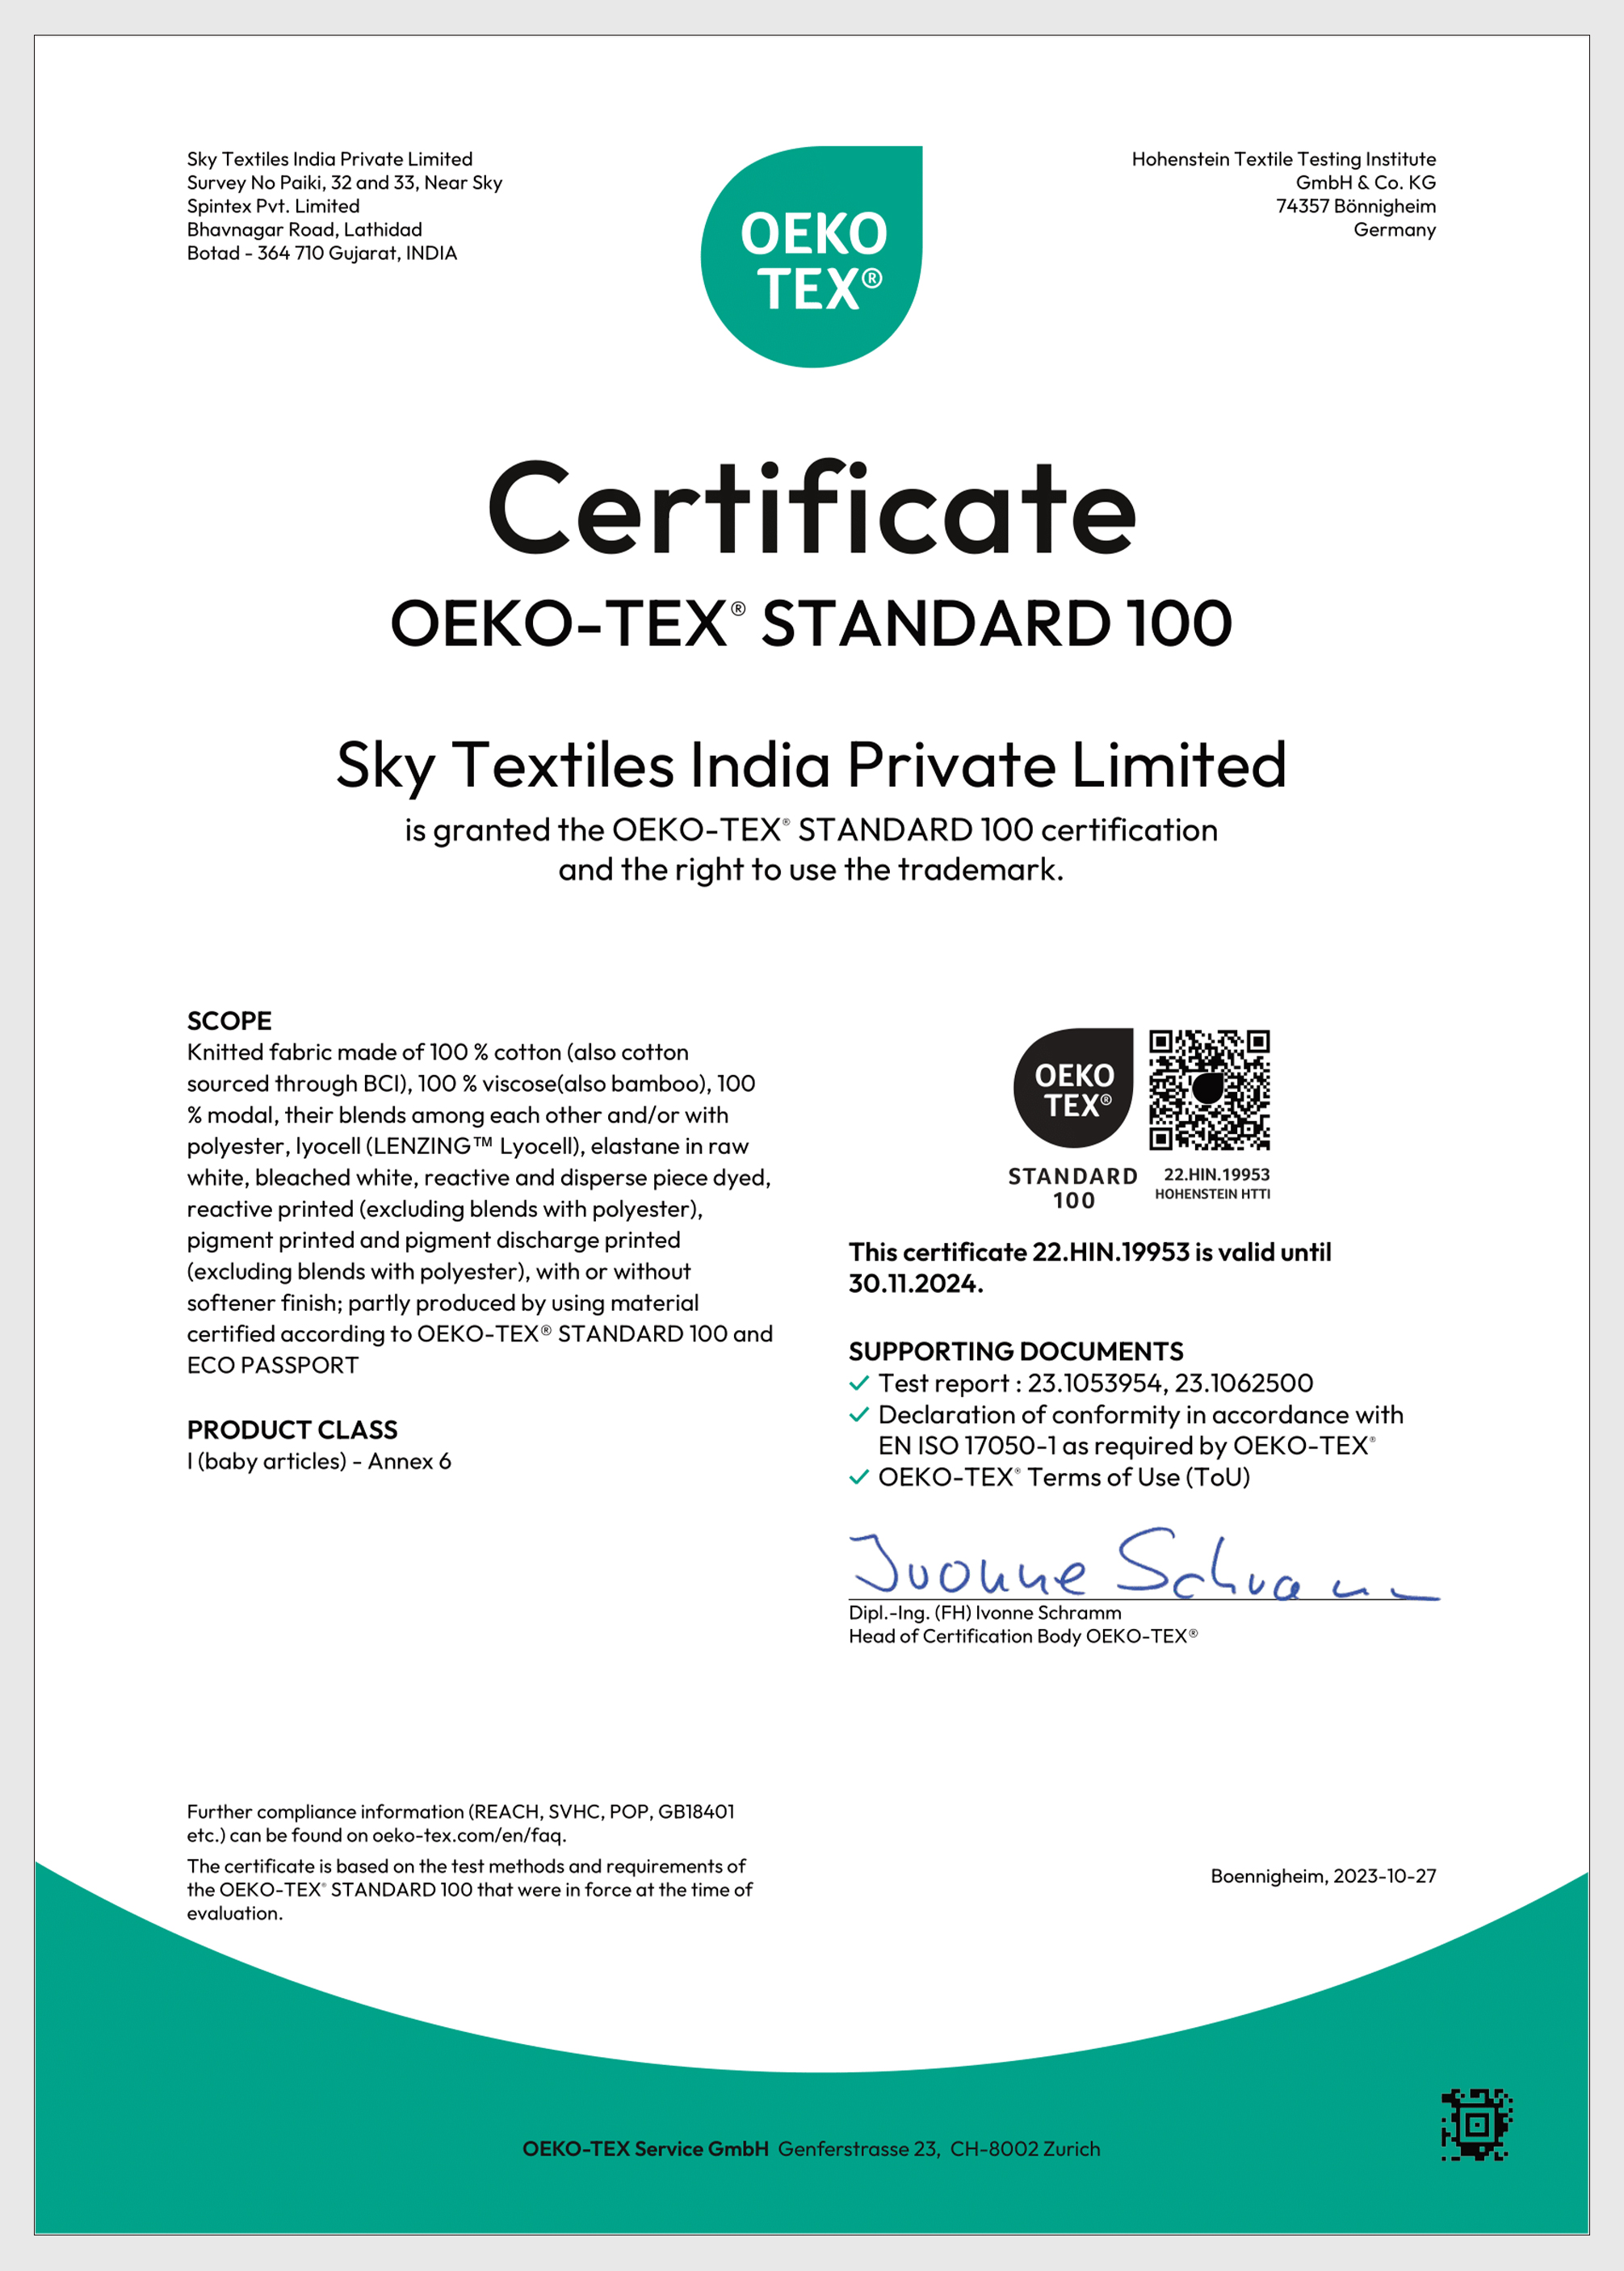 Sky Textiles India Private Limited
Survey No Paiki, 32 and 33, Near Sky
Spintex Pvt. Limited
Bhavnagar Road, Lathidad
Botad - 364 710 Gujarat, INDIA
OEKO
TEX®
Hohenstein Textile Testing Institute
GmbH & Co. KG
74357 Bönnigheim
Germany
Certificate
OEKO-TEX® STANDARD 100
Sky Textiles India Private Limited
is granted the OEKO-TEX® STANDARD 100 certification
and the right to use the trademark.
SCOPE
Knitted fabric made of 100 % cotton (also cotton
sourced through BCI), 100 % viscose(also bamboo), 100
% modal, their blends among each other and/or with
polyester, lyocell (LENZING™ Lyocell), elastane in raw
white, bleached white, reactive and disperse piece dyed,
reactive printed (excluding blends with polyester),
pigment printed and pigment discharge printed
(excluding blends with polyester), with or without
softener finish; partly produced by using material
certified according to OEKO-TEX® STANDARD 100 and
ECO PASSPORT
PRODUCT CLASS
I (baby articles) - Annex 6
OEKO
TEX®
STANDARD
100
22.HIN.19953
HOHENSTEIN HTTI
This certificate 22.HIN.19953 is valid until
30.11.2024.
SUPPORTING DOCUMENTS
✓ Test report : 23.1053954, 23.1062500
✓ Declaration of conformity in accordance with
EN ISO 17050-1 as required by OEKO-TEX®
✓ OEKO-TEX® Terms of Use (ToU)
Ivonne Schramm
Dipl.-Ing. (FH) Ivonne Schramm
Head of Certification Body OEKO-TEX®
Further compliance information (REACH, SVHC, POP, GB18401
etc.) can be found on oeko-tex.com/en/faq.
The certificate is based on the test methods and requirements of
the OEKO-TEX® STANDARD 100 that were in force at the time of
evaluation.
Boennigheim, 2023-10-27
OEKO-TEX Service GmbH Genferstrasse 23, CH-8002 Zurich